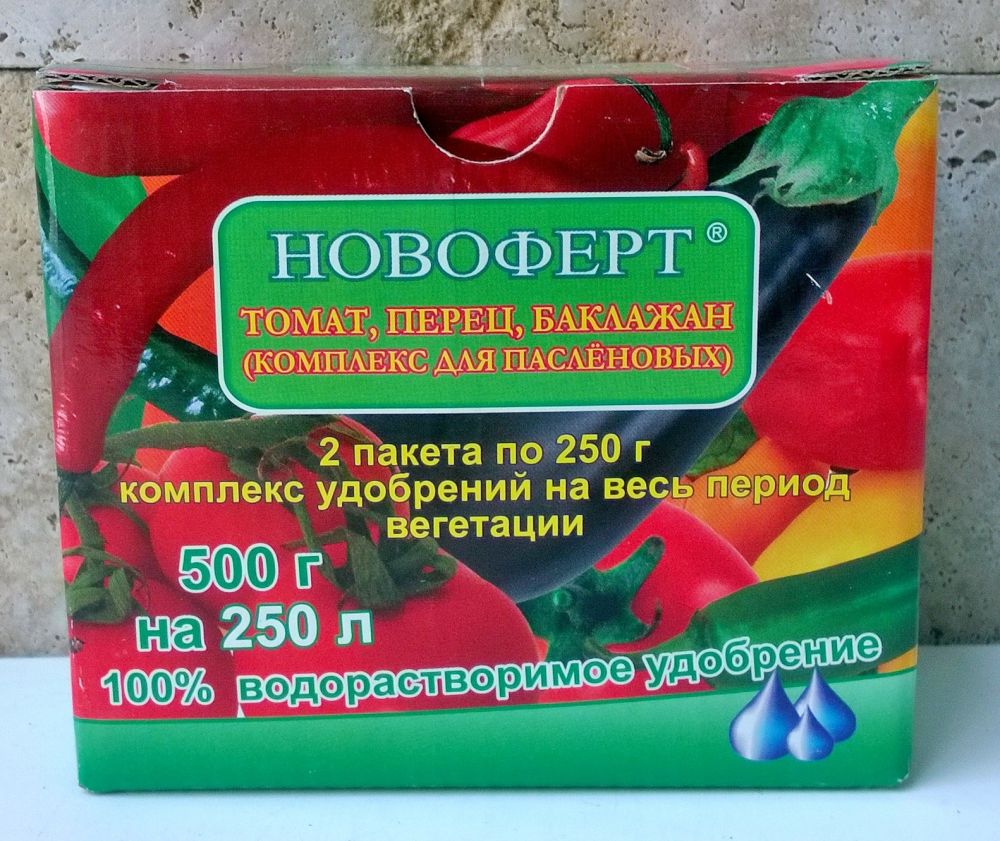 НОВОФЕРТ ®
ТОМАТ, ПЕРЕЦ, БАКЛАЖАН
(КОМПЛЕКС ДЛЯ ПАСЛЁНОВЫХ)
2 пакета по 250 г
комплекс удобрений на весь период
вегетации
500 г
на 250 л
100% водорастворимое удобрение